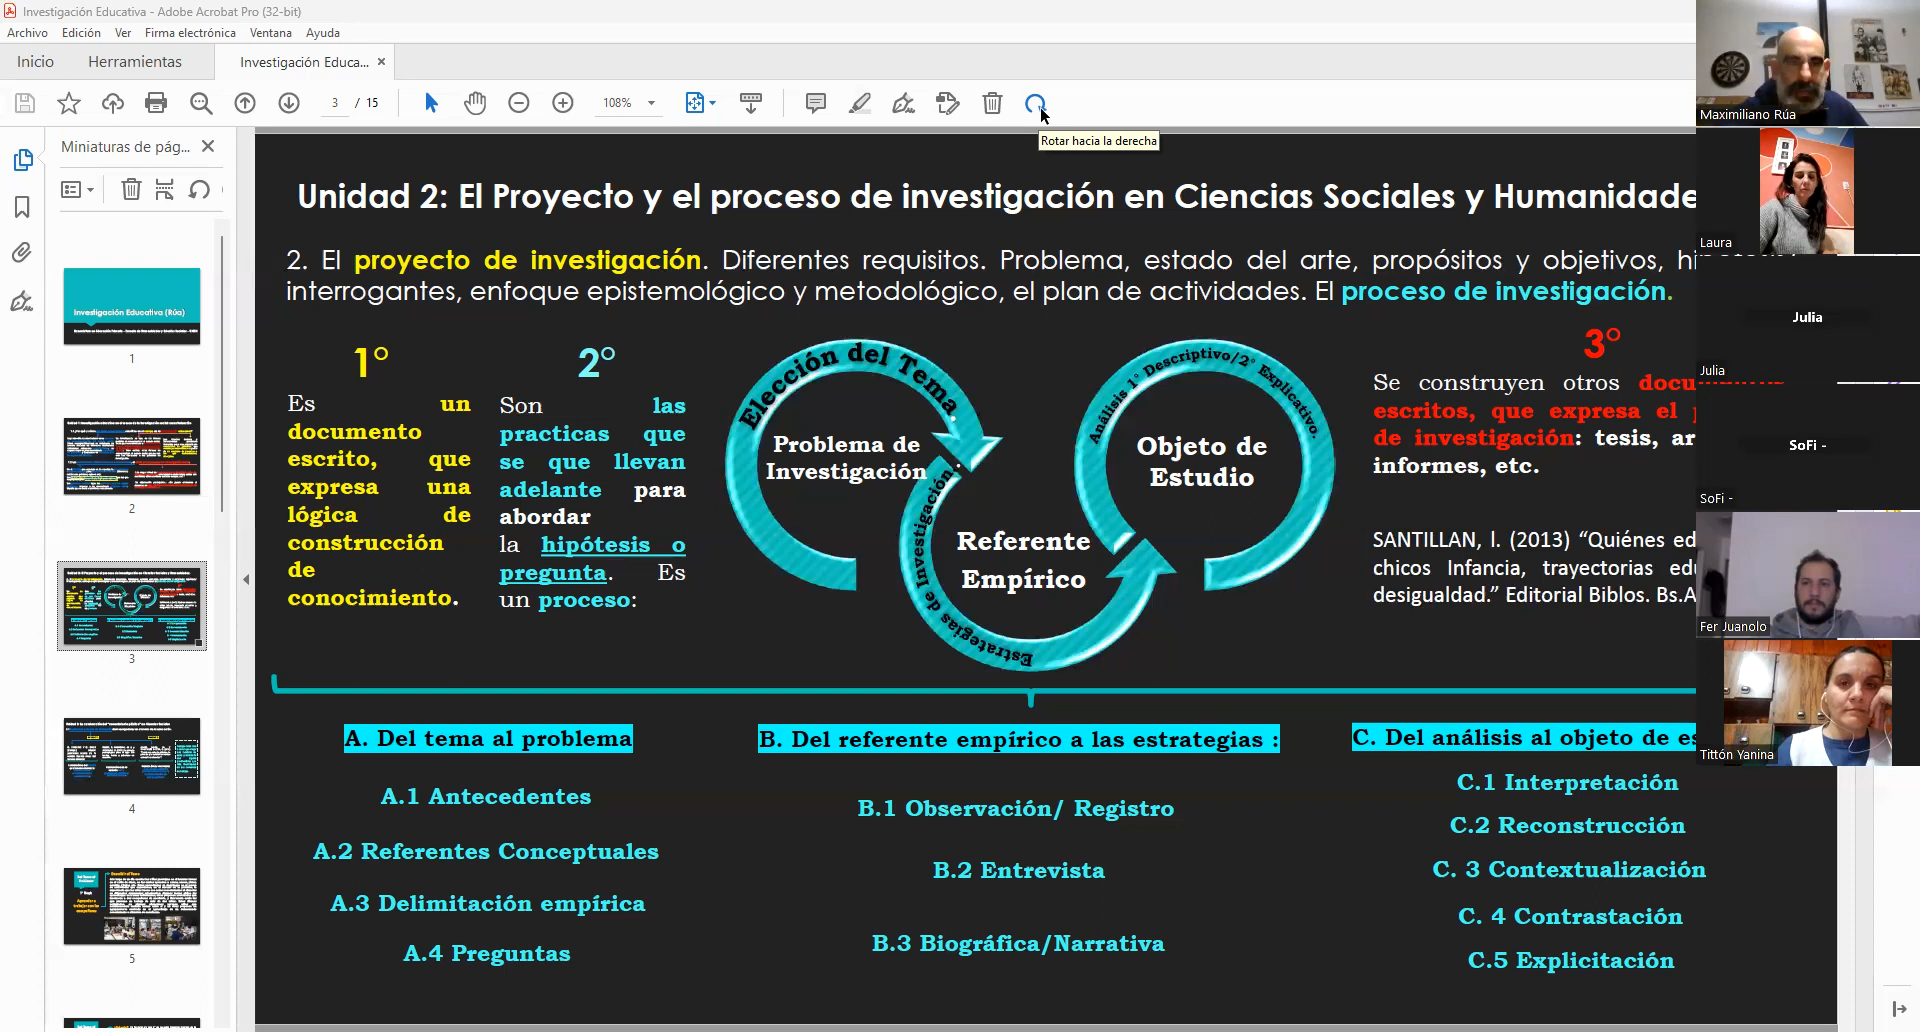 Investigación Educativa - Adobe Acrobat Pro (32-bit)
Archivo Edición Ver Firma electrónica Ventana Ayuda
Inicio Herramientas Investigación Educa... ×
3 / 15 108%
Rotar hacia la derecha
Miniaturas de pág...
Investigación Educativa (Rúa)
1
2
3
4
5
Unidad 2: El Proyecto y el proceso de investigación en Ciencias Sociales y Humanidade
2. El proyecto de investigación. Diferentes requisitos. Problema, estado del arte, propósitos y objetivos,
interrogantes, enfoque epistemológico y metodológico, el plan de actividades. El proceso de investigación.
1°
Es un
documento
escrito, que
expresa una
lógica de
construcción
de
conocimiento.
2°
Son las
practicas que
se que llevan
adelante para
abordar
la hipótesis o
pregunta. Es
un proceso:
Elección del Tema.
Problema de
Investigación
Estrategias de Investigación.
Referente
Empírico
Análisis 1° Descriptivo/2° Explicativo.
Objeto de
Estudio
3°
Se construyen otros docu
escritos, que expresa el p
de investigación: tesis, ar
informes, etc.
SANTILLAN, l. (2013) “Quiénes ed
chicos Infancia, trayectorias edu
desigualdad.” Editorial Biblos. Bs.A
A. Del tema al problema
A.1 Antecedentes
A.2 Referentes Conceptuales
A.3 Delimitación empírica
A.4 Preguntas
B. Del referente empírico a las estrategias :
B.1 Observación/ Registro
B.2 Entrevista
B.3 Biográfica/Narrativa
C. Del análisis al objeto de es
C.1 Interpretación
C.2 Reconstrucción
C. 3 Contextualización
C. 4 Contrastación
C.5 Explicitación
Maximiliano Rúa
Laura
Julia
Julia
SoFi -
SoFi -
Fer Juanolo
Tittón Yanina